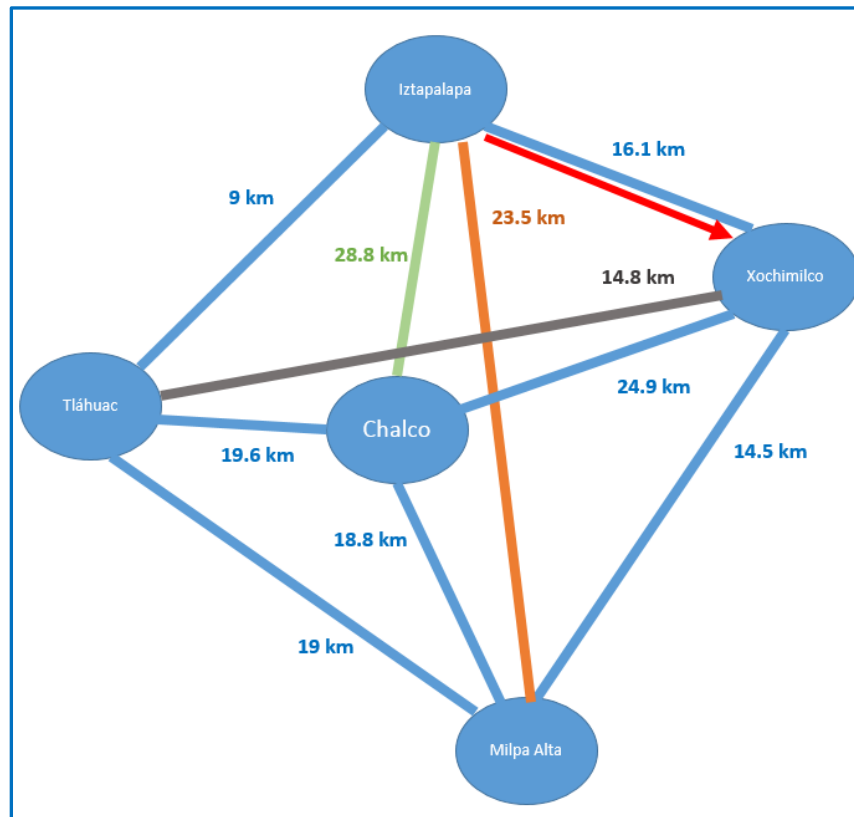 Iztapalapa
16.1 km
9 km
23.5 km
28.8 km
14.8 km
Xochimilco
Tláhuac
Chalco
24.9 km
19.6 km
14.5 km
18.8 km
19 km
Milpa Alta